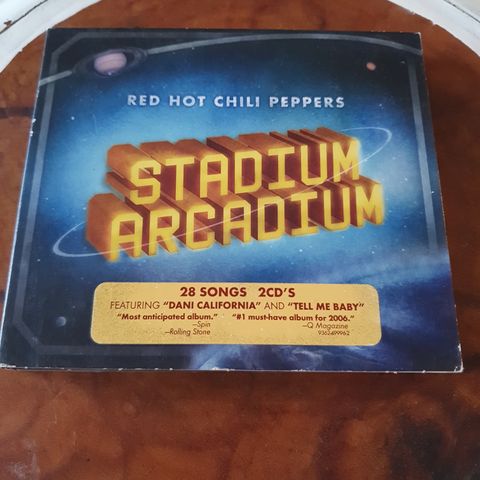 RED HOT CHILI PEPPERS
STADIUM
ARCADIUM
28 SONGS 2CD'S
FEATURING "DANI CALIFORNIA" AND "TELL ME BABY"
"Most anticipated album." "#1 must-have album for 2006."
—Spin —Q Magazine
—Rolling Stone 9362499962